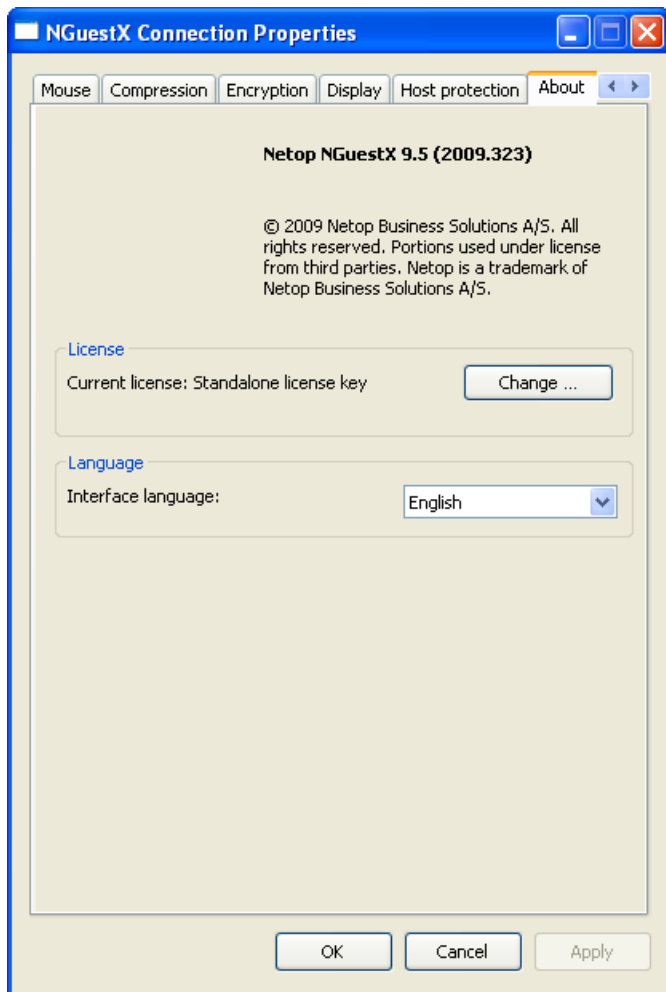 NGuestX Connection Properties
Mouse Compression Encryption Display Host protection About
Netop NGuestX 9.5 (2009.323)
© 2009 Netop Business Solutions A/S. All
rights reserved. Portions used under license
from third parties. Netop is a trademark of
Netop Business Solutions A/S.
License
Current license: Standalone license key Change ...
Language
Interface language: English
OK Cancel Apply